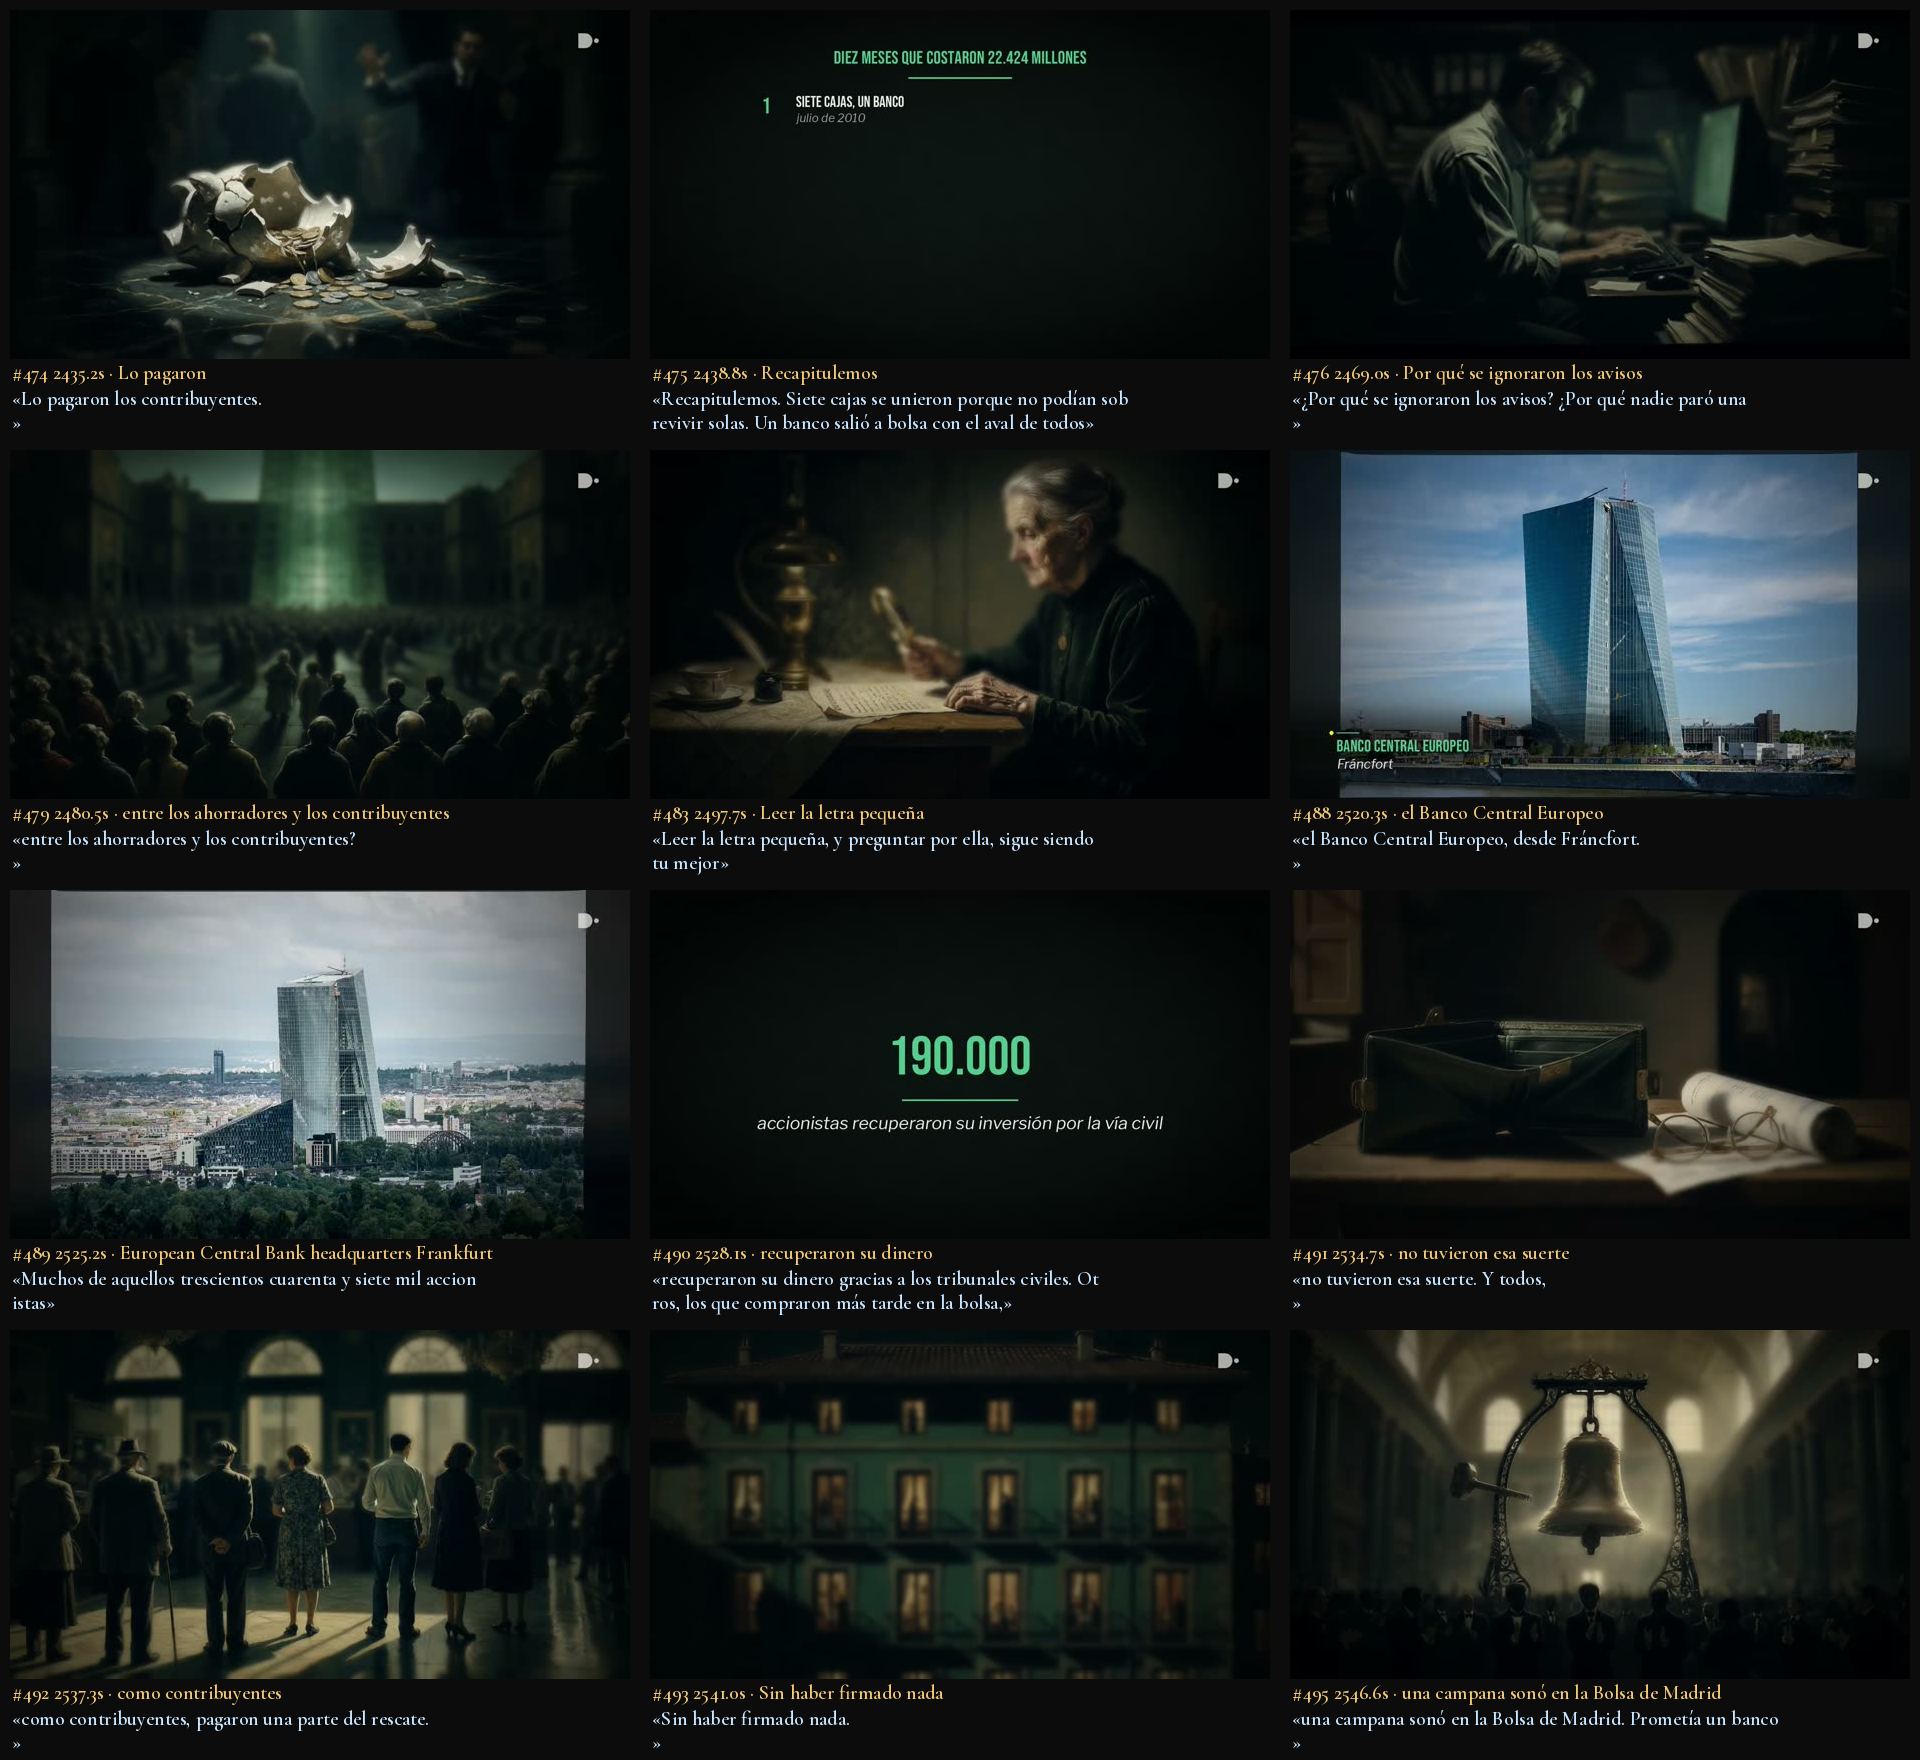 DIEZ MESES QUE COSTARON 22.424 MILLONES
1 SIETE CAJAS, UN BANCO
julio de 2010
#474 2435.2s · Lo pagaron
«Lo pagaron los contribuyentes.
»
#475 2438.8s · Recapitulemos
«Recapitulemos. Siete cajas se unieron porque no podían sob
revivir solas. Un banco salió a bolsa con el aval de todos»
#476 2469.0s · Por qué se ignoraron los avisos
«¿Por qué se ignoraron los avisos? ¿Por qué nadie paró una
»
BANCO CENTRAL EUROPEO
Fráncfort
#479 2480.5s · entre los ahorradores y los contribuyentes
«entre los ahorradores y los contribuyentes?
»
#483 2497.7s · Leer la letra pequeña
«Leer la letra pequeña, y preguntar por ella, sigue siendo
tu mejor»
#488 2520.3s · el Banco Central Europeo
«el Banco Central Europeo, desde Fráncfort.
»
190.000
accionistas recuperaron su inversión por la vía civil
#489 2525.2s · European Central Bank headquarters Frankfurt
«Muchos de aquellos trescientos cuarenta y siete mil accion
istas»
#490 2528.1s · recuperaron su dinero
«recuperaron su dinero gracias a los tribunales civiles. Ot
ros, los que compraron más tarde en la bolsa,»
#491 2534.7s · no tuvieron esa suerte
«no tuvieron esa suerte. Y todos,
»
#492 2537.3s · como contribuyentes
«como contribuyentes, pagaron una parte del rescate.
»
#493 2541.0s · Sin haber firmado nada
«Sin haber firmado nada.
»
#495 2546.6s · una campana sonó en la Bolsa de Madrid
«una campana sonó en la Bolsa de Madrid. Prometía un banco
»